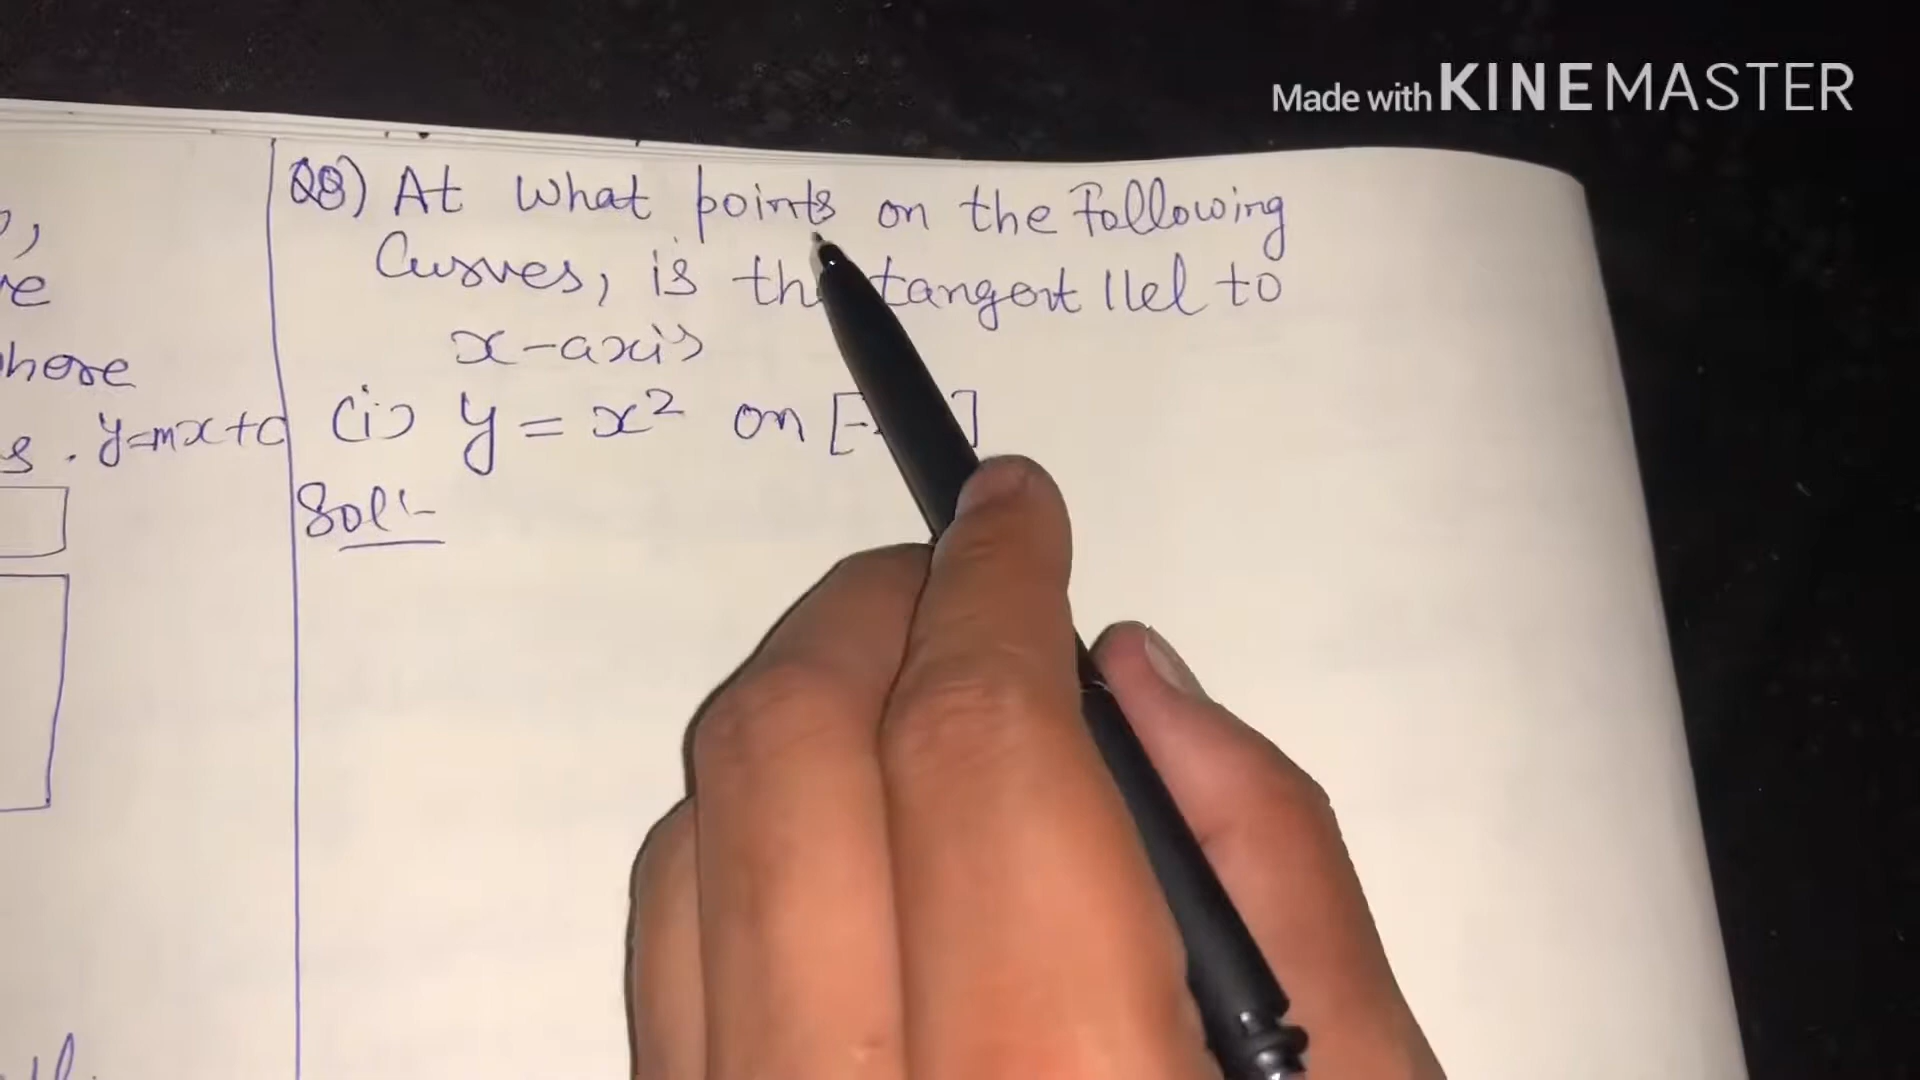 Made with KINEMASTER
Q8) At what points on the following
Curves, is the tangent llel to
x-axis
(i) y = x² on [- ]
Sol:-
re
here
s. y=mx+c